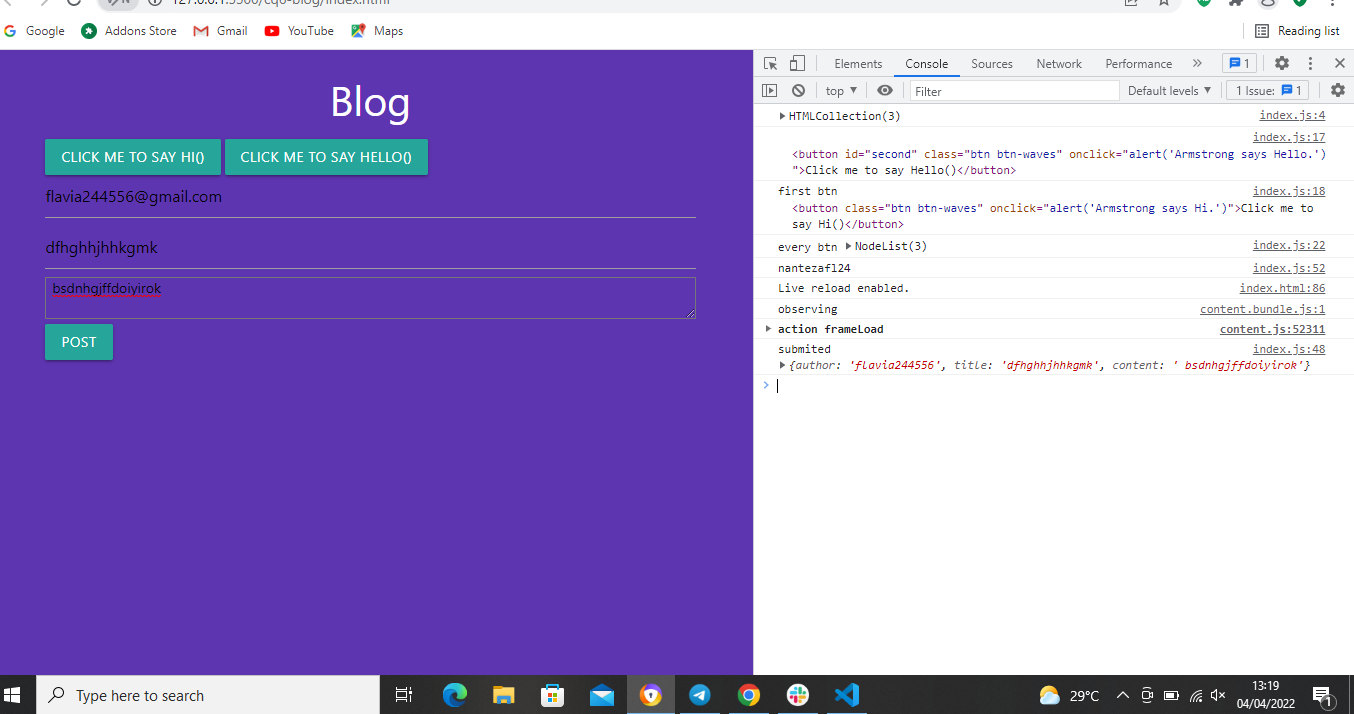 127.0.0.1:5500/cq6-blog/index.html
Google Addons Store Gmail YouTube Maps Reading list
Blog
CLICK ME TO SAY HI() CLICK ME TO SAY HELLO()
flavia244556@gmail.com
dfhghhjhhkgmk
bsdnhgjffdoiyirok
POST
Elements Console Sources Network Performance » 1
top Filter Default levels 1 Issue: 1
HTMLCollection(3) index.js:4
index.js:17
<button id="second" class="btn btn-waves" onclick="alert('Armstrong says Hello.')
">Click me to say Hello()</button>
first btn index.js:18
<button class="btn btn-waves" onclick="alert('Armstrong says Hi.')">Click me to
say Hi()</button>
every btn NodeList(3) index.js:22
nantezafl24 index.js:52
Live reload enabled. index.html:86
observing content.bundle.js:1
action frameLoad content.js:52311
submited index.js:48
{author: 'flavia244556', title: 'dfhghhjhhkgmk', content: ' bsdnhgjffdoiyirok'}
Type here to search
29°C
13:19
04/04/2022
1